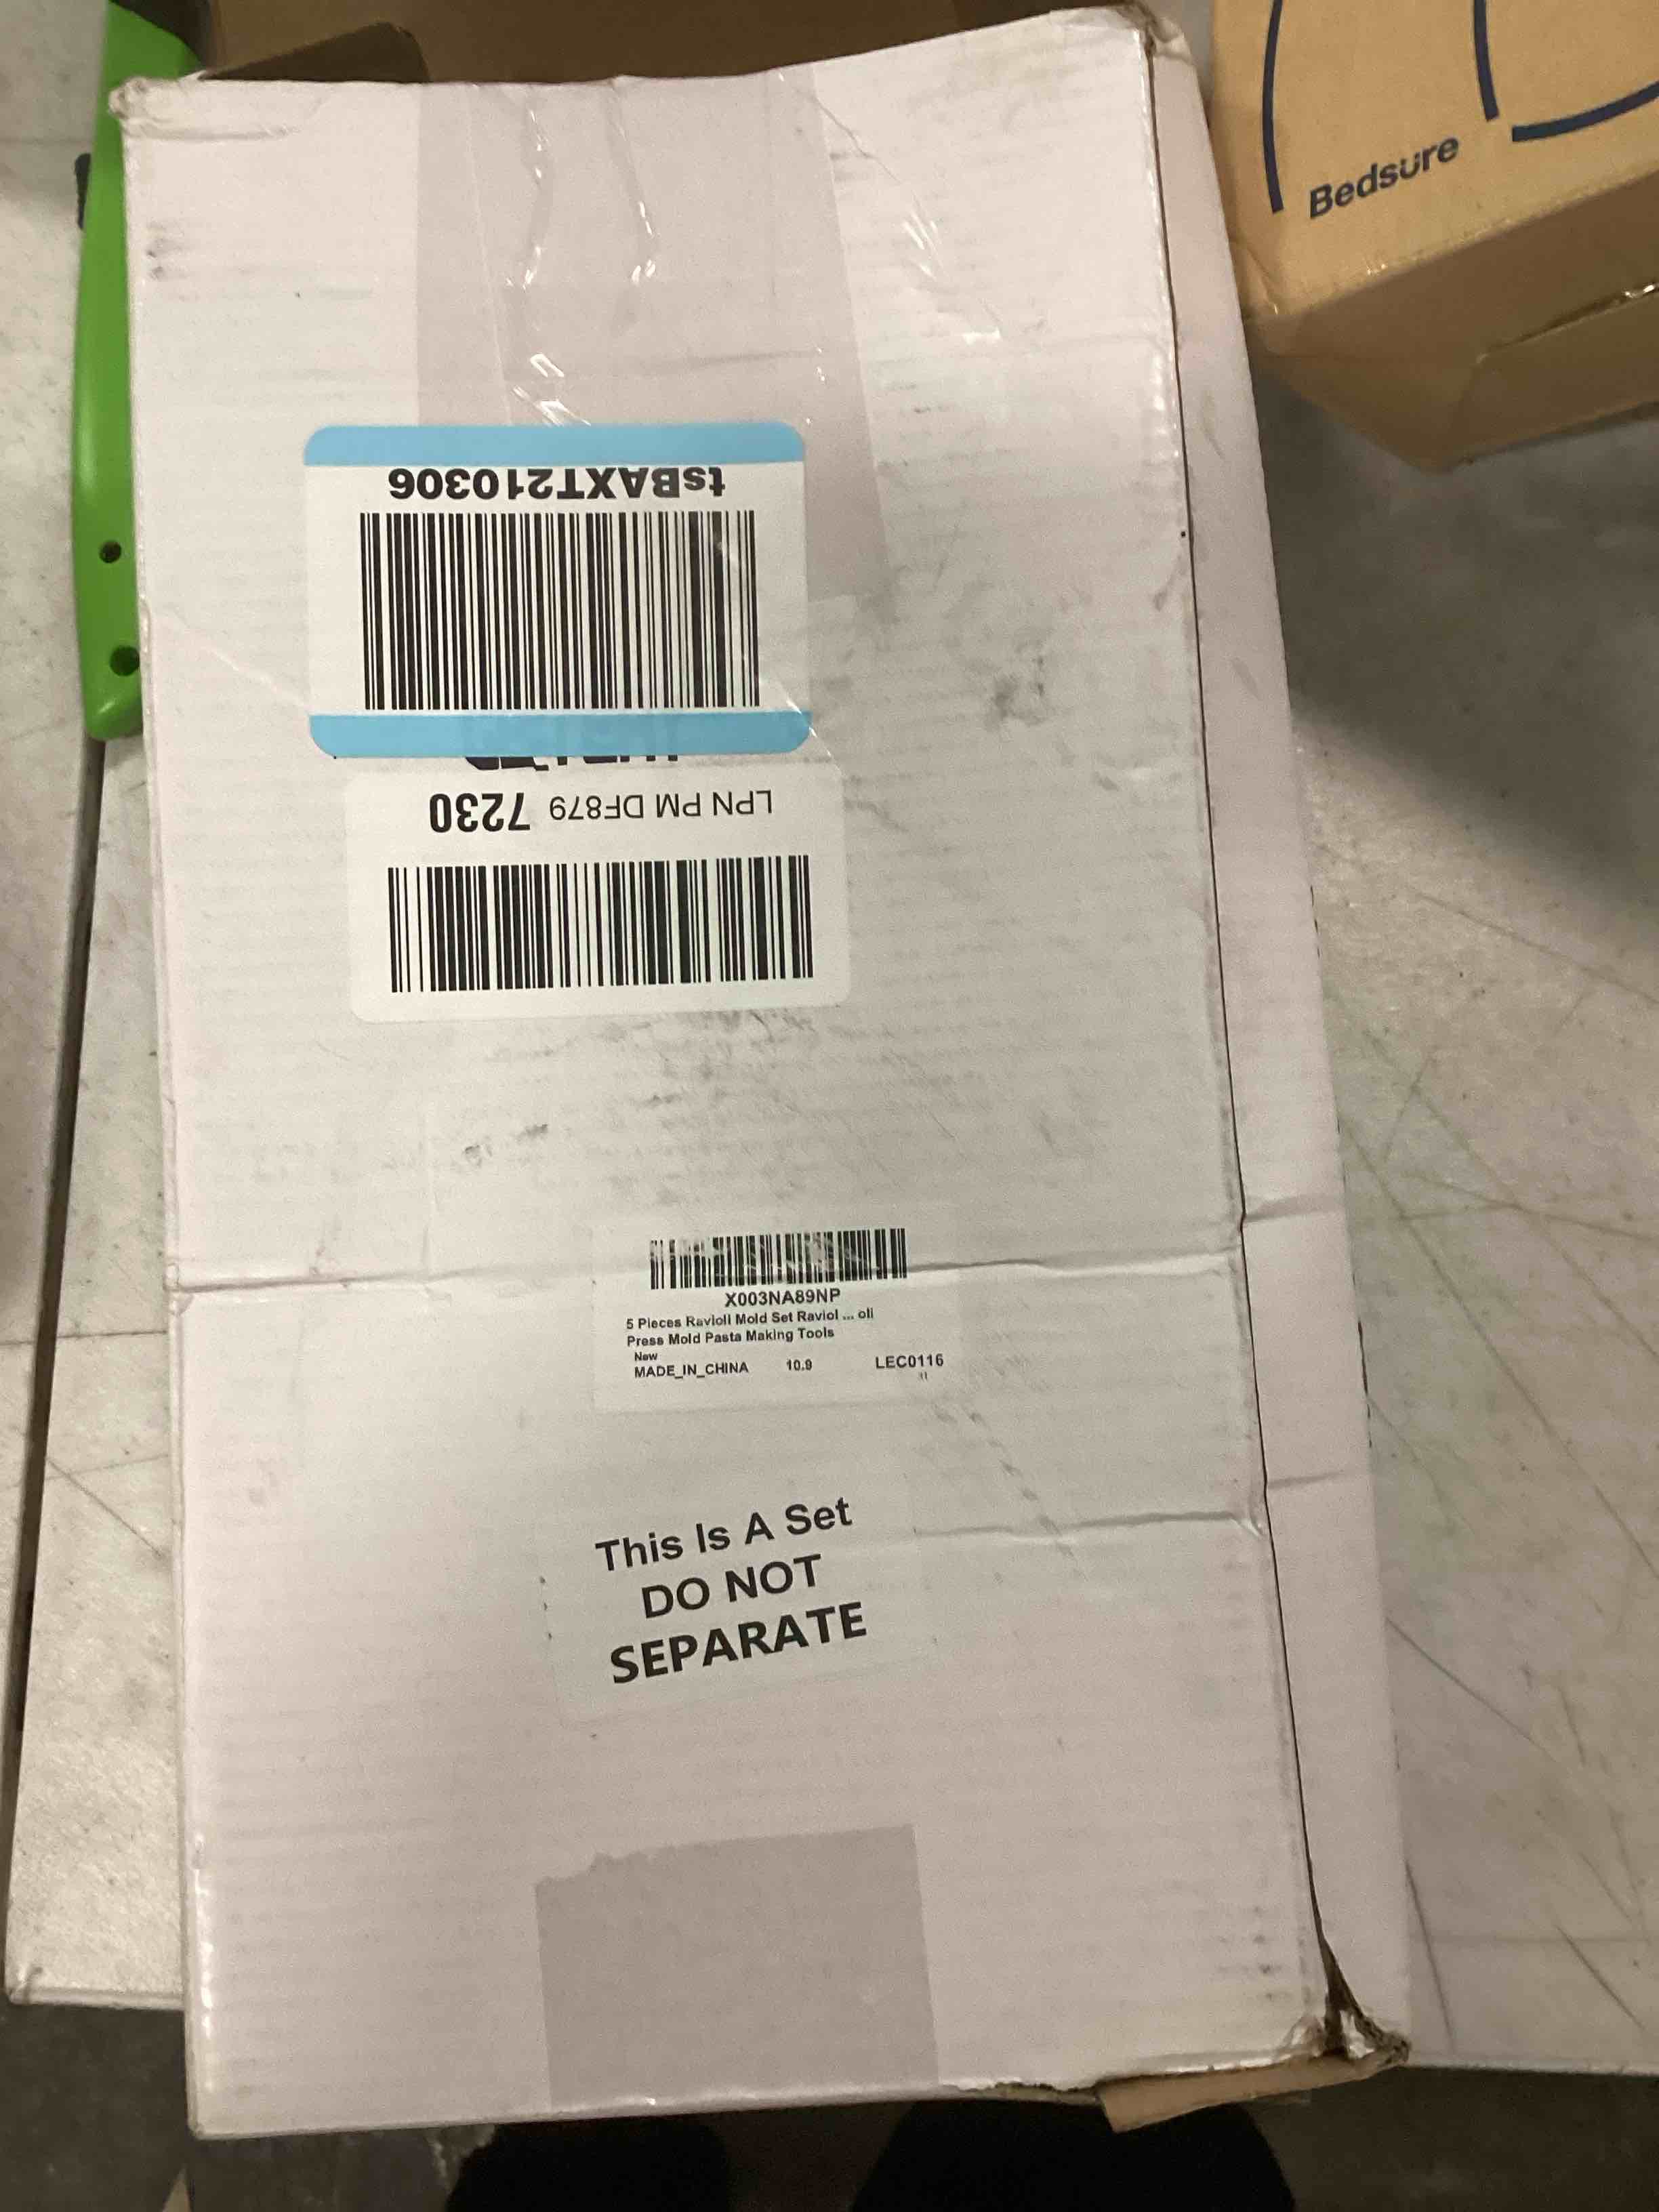 Bedsure
tsBAXT210306
LPN PM DF879 7230
X003NA89NP
5 Pieces Ravioli Mold Set Raviol ... oli
Press Mold Pasta Making Tools
New
MADE_IN_CHINA 10.9 LEC0116
This Is A Set
DO NOT
SEPARATE